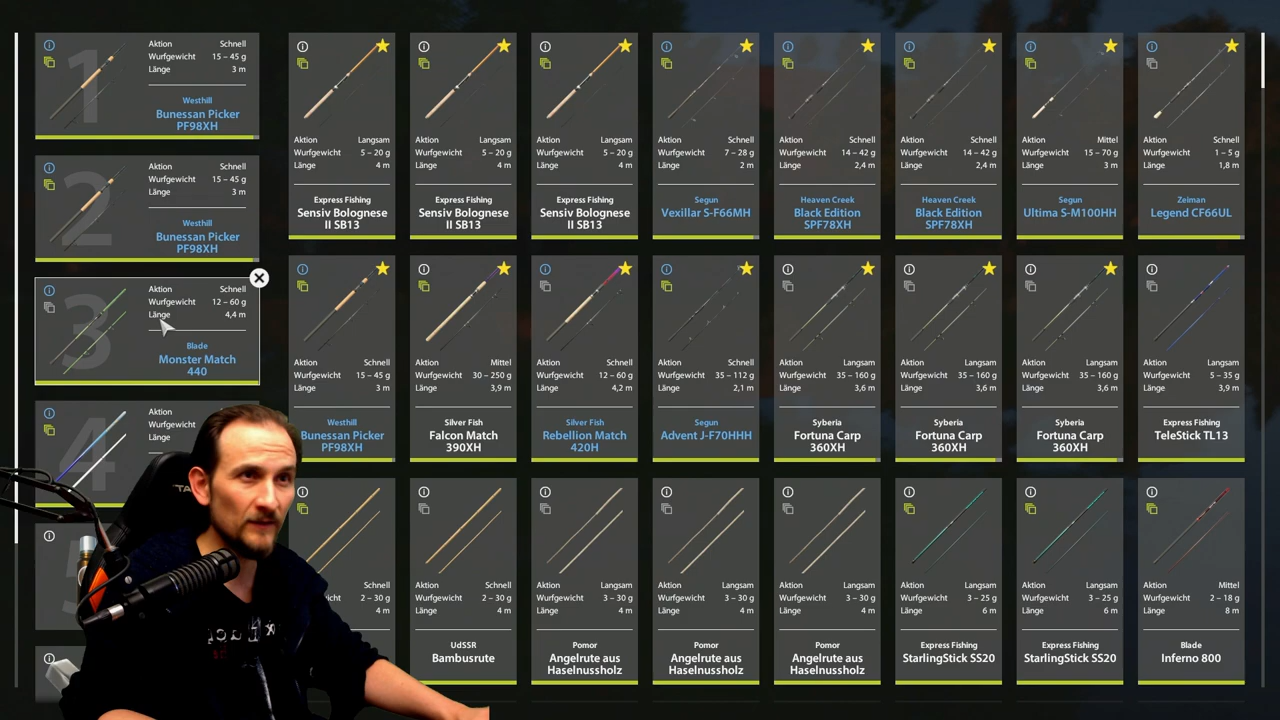 1
Aktion Schnell
Wurfgewicht 15 – 45 g
Länge 3 m
Westhill
Bunessan Picker
PF98XH
2
Aktion Schnell
Wurfgewicht 15 – 45 g
Länge 3 m
Westhill
Bunessan Picker
PF98XH
3
Aktion Schnell
Wurfgewicht 12 – 60 g
Länge 4,4 m
Blade
Monster Match
440
4
Aktion
Wurfgewicht
Länge
Aktion Langsam
Wurfgewicht 5 – 20 g
Länge 4 m
Express Fishing
Sensiv Bolognese
II SB13
Aktion Langsam
Wurfgewicht 5 – 20 g
Länge 4 m
Express Fishing
Sensiv Bolognese
II SB13
Aktion Langsam
Wurfgewicht 5 – 20 g
Länge 4 m
Express Fishing
Sensiv Bolognese
II SB13
Aktion Schnell
Wurfgewicht 7 – 28 g
Länge 2 m
Segun
Vexillar S-F66MH
Aktion Schnell
Wurfgewicht 14 – 42 g
Länge 2,4 m
Heaven Creek
Black Edition
SPF78XH
Aktion Schnell
Wurfgewicht 14 – 42 g
Länge 2,4 m
Heaven Creek
Black Edition
SPF78XH
Aktion Mittel
Wurfgewicht 15 – 70 g
Länge 3 m
Segun
Ultima S-M100HH
Aktion Schnell
Wurfgewicht 1 – 5 g
Länge 1,8 m
Zeiman
Legend CF66UL
Aktion Schnell
Wurfgewicht 15 – 45 g
Länge 3 m
Westhill
Bunessan Picker
PF98XH
Aktion Mittel
Wurfgewicht 30 – 250 g
Länge 3,9 m
Silver Fish
Falcon Match
390XH
Aktion Schnell
Wurfgewicht 12 – 60 g
Länge 4,2 m
Silver Fish
Rebellion Match
420H
Aktion Schnell
Wurfgewicht 35 – 112 g
Länge 2,1 m
Segun
Advent J-F70HHH
Aktion Langsam
Wurfgewicht 35 – 160 g
Länge 3,6 m
Syberia
Fortuna Carp
360XH
Aktion Langsam
Wurfgewicht 35 – 160 g
Länge 3,6 m
Syberia
Fortuna Carp
360XH
Aktion Langsam
Wurfgewicht 35 – 160 g
Länge 3,6 m
Syberia
Fortuna Carp
360XH
Aktion Langsam
Wurfgewicht 5 – 35 g
Länge 3,9 m
Express Fishing
TeleStick TL13
Schnell
2 – 30 g
4 m
Aktion Schnell
Wurfgewicht 2 – 30 g
Länge 4 m
UdSSR
Bambusrute
Aktion Langsam
Wurfgewicht 3 – 30 g
Länge 4 m
Pomor
Angelrute aus
Haselnussholz
Aktion Langsam
Wurfgewicht 3 – 30 g
Länge 4 m
Pomor
Angelrute aus
Haselnussholz
Aktion Langsam
Wurfgewicht 3 – 30 g
Länge 4 m
Pomor
Angelrute aus
Haselnussholz
Aktion Langsam
Wurfgewicht 3 – 25 g
Länge 6 m
Express Fishing
StarlingStick SS20
Aktion Langsam
Wurfgewicht 3 – 25 g
Länge 6 m
Express Fishing
StarlingStick SS20
Aktion Mittel
Wurfgewicht 2 – 18 g
Länge 8 m
Blade
Inferno 800